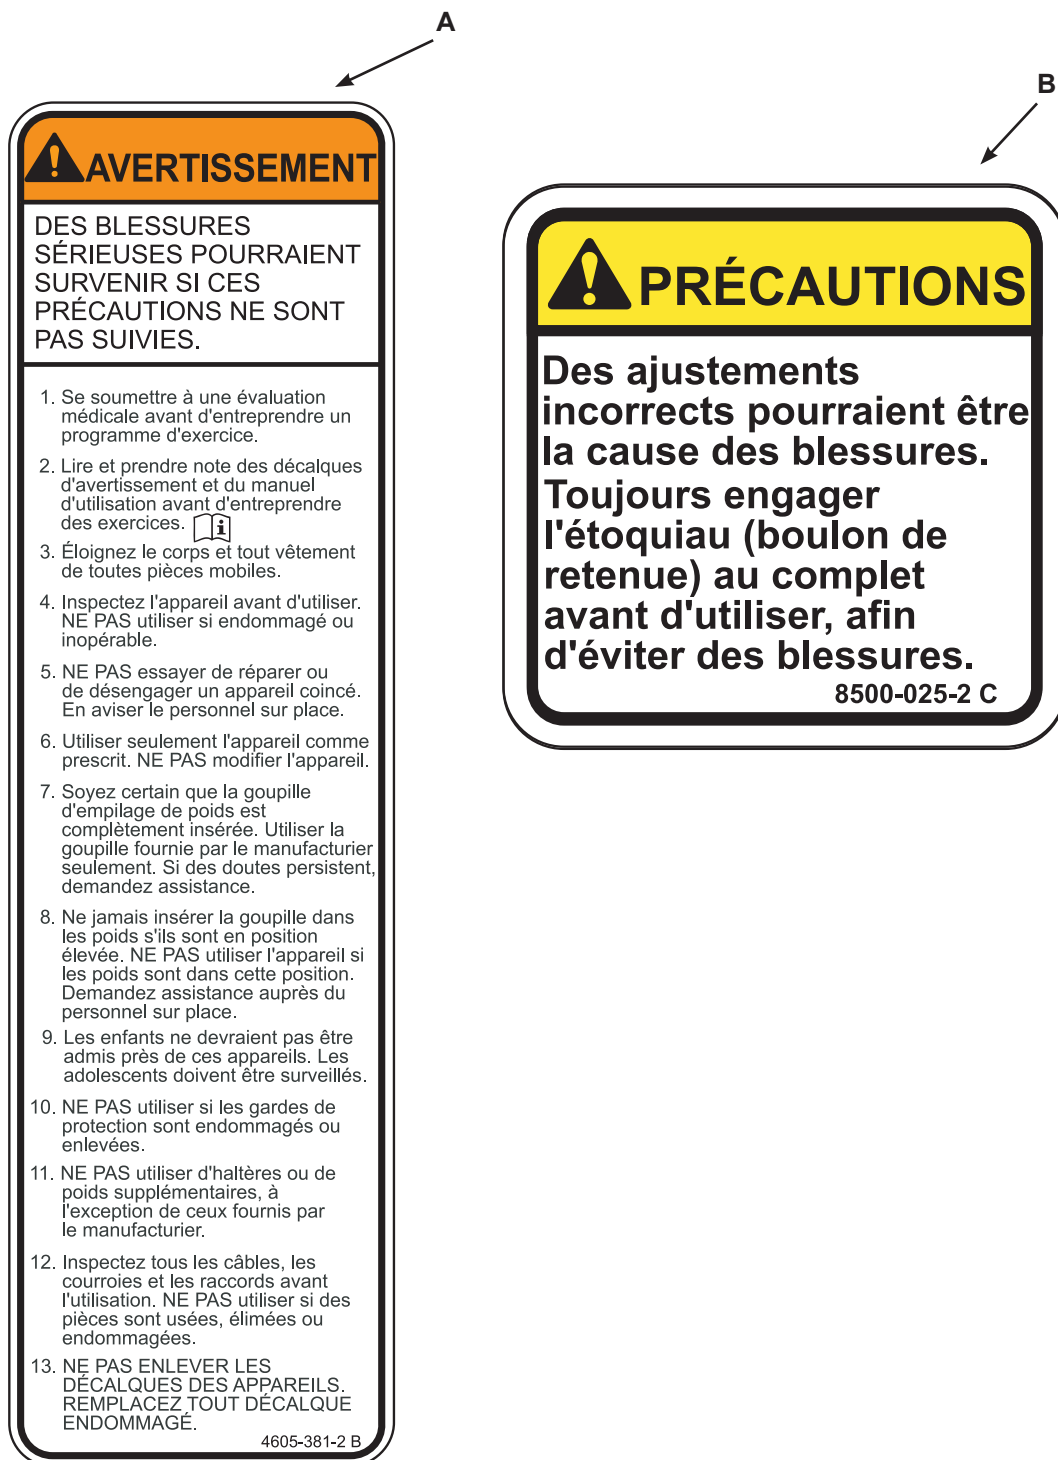 A
AVERTISSEMENT
DES BLESSURES
SÉRIEUSES POURRAIENT
SURVENIR SI CES
PRÉCAUTIONS NE SONT
PAS SUIVIES.
1. Se soumettre à une évaluation
médicale avant d'entreprendre un
programme d'exercice.
2. Lire et prendre note des décalques
d'avertissement et du manuel
d'utilisation avant d'entreprendre
des exercices. i
3. Éloignez le corps et tout vêtement
de toutes pièces mobiles.
4. Inspectez l'appareil avant d'utiliser.
NE PAS utiliser si endommagé ou
inopérable.
5. NE PAS essayer de réparer ou
de désengager un appareil coincé.
En aviser le personnel sur place.
6. Utiliser seulement l'appareil comme
prescrit. NE PAS modifier l'appareil.
7. Soyez certain que la goupille
d'empilage de poids est
complètement insérée. Utiliser la
goupille fournie par le manufacturier
seulement. Si des doutes persistent,
demandez assistance.
8. Ne jamais insérer la goupille dans
les poids s'ils sont en position
élevée. NE PAS utiliser l'appareil si
les poids sont dans cette position.
Demandez assistance auprès du
personnel sur place.
9. Les enfants ne devraient pas être
admis près de ces appareils. Les
adolescents doivent être surveillés.
10. NE PAS utiliser si les gardes de
protection sont endommagés ou
enlevées.
11. NE PAS utiliser d'haltères ou de
poids supplémentaires, à
l'exception de ceux fournis par
le manufacturier.
12. Inspectez tous les câbles, les
courroies et les raccords avant
l'utilisation. NE PAS utiliser si des
pièces sont usées, élimées ou
endommagées.
13. NE PAS ENLEVER LES
DÉCALQUES DES APPAREILS.
REMPLACEZ TOUT DÉCALQUE
ENDOMMAGÉ.
4605-381-2 B
B
PRÉCAUTIONS
Des ajustements
incorrects pourraient être
la cause des blessures.
Toujours engager
l'étoquiau (boulon de
retenue) au complet
avant d'utiliser, afin
d'éviter des blessures.
8500-025-2 C